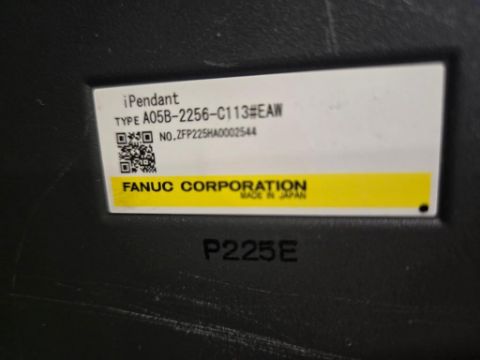 iPendant
TYPE A05B-2256-C113#EAW
NO. ZFP225HA0002544
FANUC CORPORATION
MADE IN JAPAN
P225E